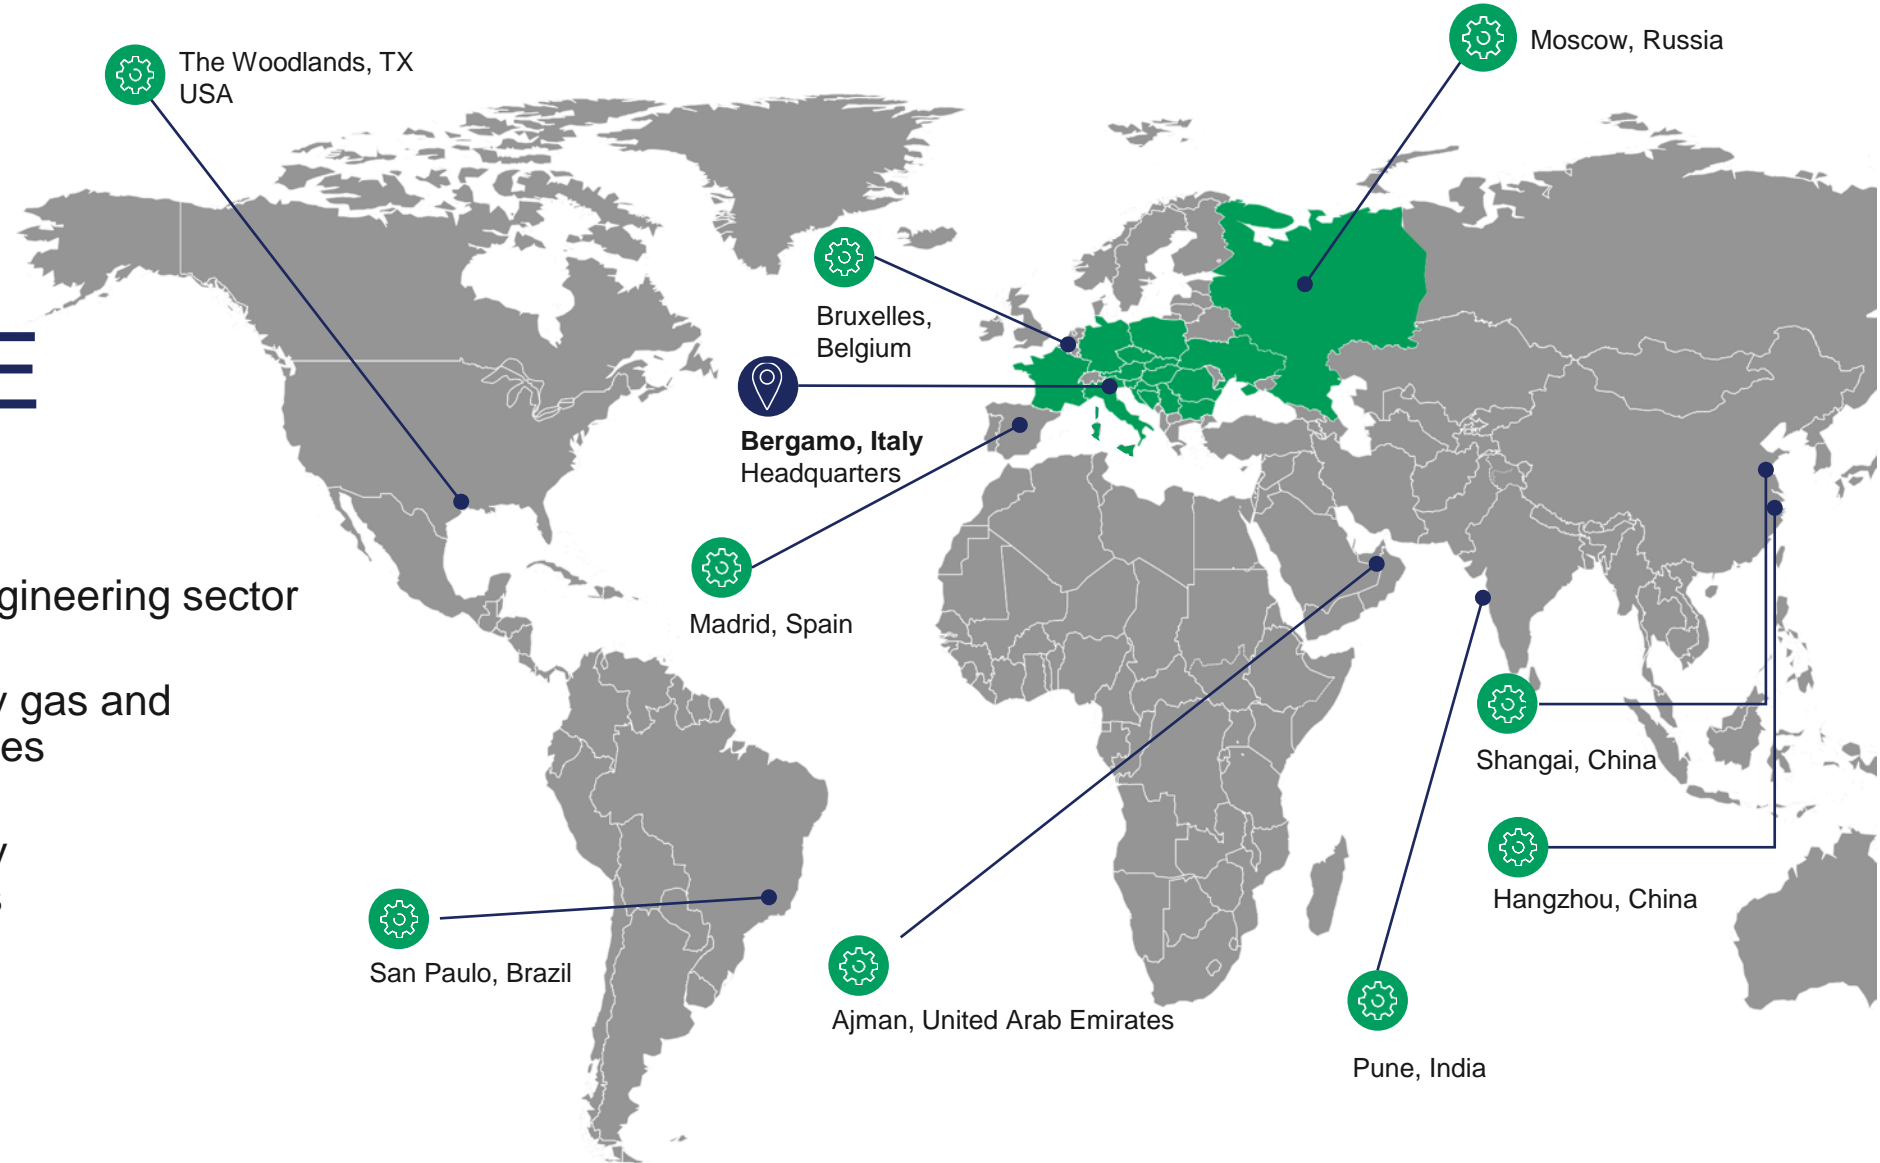 The Woodlands, TX
USA
Moscow, Russia
Bruxelles,
Belgium
E
Bergamo, Italy
Headquarters
gineering sector
Madrid, Spain
gas and
es
Shangai, China
Hangzhou, China
San Paulo, Brazil
Ajman, United Arab Emirates
Pune, India